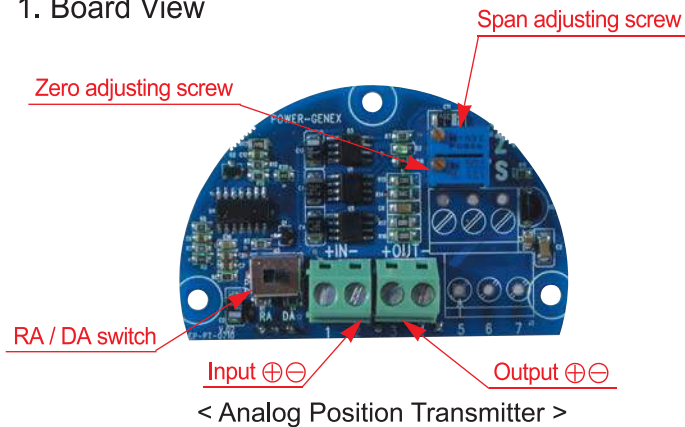 1. Board View
Span adjusting screw
Zero adjusting screw
POWER-GENEX
Z
S
+IN-
+OUT-
RA DA
1
5 6 7
RA / DA switch
Input ⊕⊖
Output ⊕⊖
< Analog Position Transmitter >